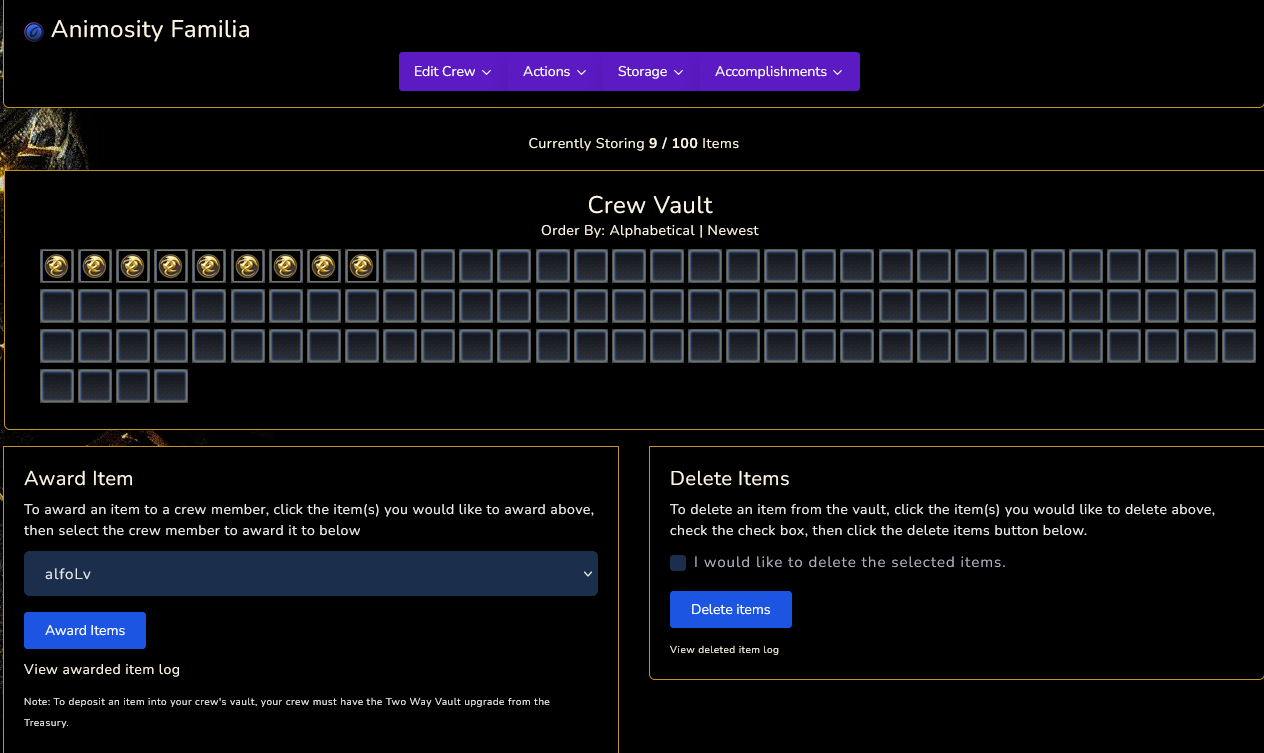 Animosity Familia
Edit Crew Actions Storage Accomplishments
Currently Storing 9 / 100 Items
Crew Vault
Order By: Alphabetical | Newest
Award Item
To award an item to a crew member, click the item(s) you would like to award above,
then select the crew member to award it to below
alfoLv
Award Items
View awarded item log
Note: To deposit an item into your crew's vault, your crew must have the Two Way Vault upgrade from the
Treasury.
Delete Items
To delete an item from the vault, click the item(s) you would like to delete above,
check the check box, then click the delete items button below.
I would like to delete the selected items.
Delete items
View deleted item log